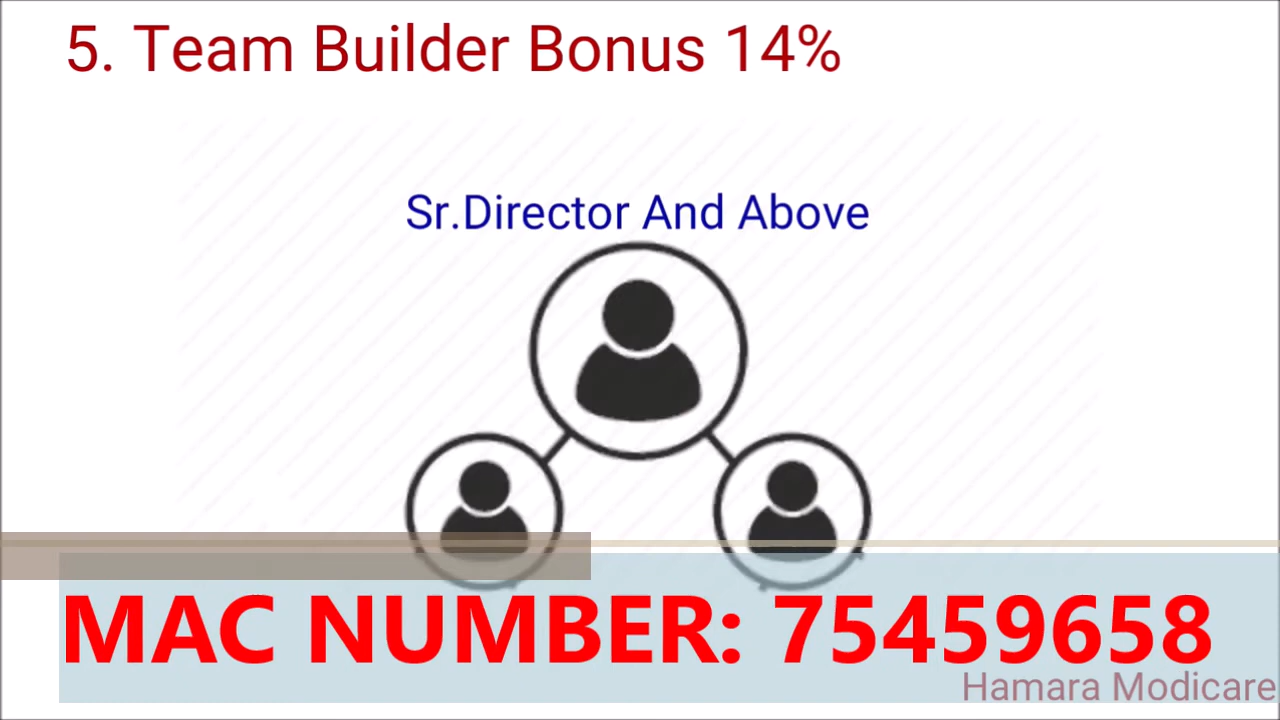 5. Team Builder Bonus 14%
Sr.Director And Above
MAC NUMBER: 75459658
Hamara Modicare